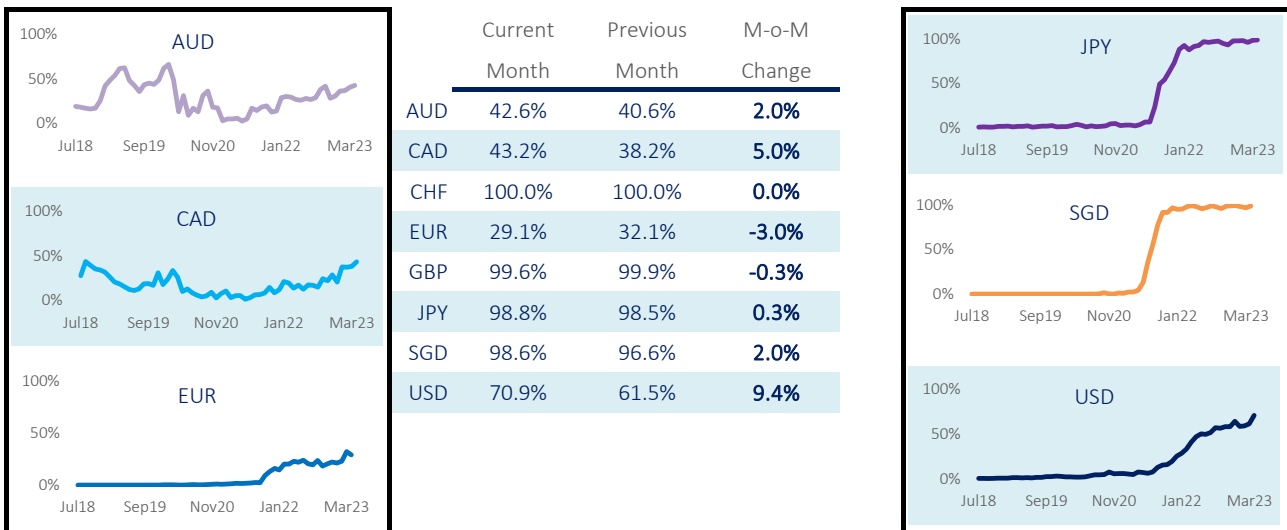 AUD
100%
50%
0%
Jul18 Sep19 Nov20 Jan22 Mar23
CAD
100%
50%
0%
Jul18 Sep19 Nov20 Jan22 Mar23
EUR
100%
50%
0%
Jul18 Sep19 Nov20 Jan22 Mar23
Current Previous M-o-M
Month Month Change
AUD 42.6% 40.6% 2.0%
CAD 43.2% 38.2% 5.0%
CHF 100.0% 100.0% 0.0%
EUR 29.1% 32.1% -3.0%
GBP 99.6% 99.9% -0.3%
JPY 98.8% 98.5% 0.3%
SGD 98.6% 96.6% 2.0%
USD 70.9% 61.5% 9.4%
JPY
100%
50%
0%
Jul18 Sep19 Nov20 Jan22 Mar23
SGD
100%
50%
0%
Jul18 Sep19 Nov20 Jan22 Mar23
USD
100%
50%
0%
Jul18 Sep19 Nov20 Jan22 Mar23